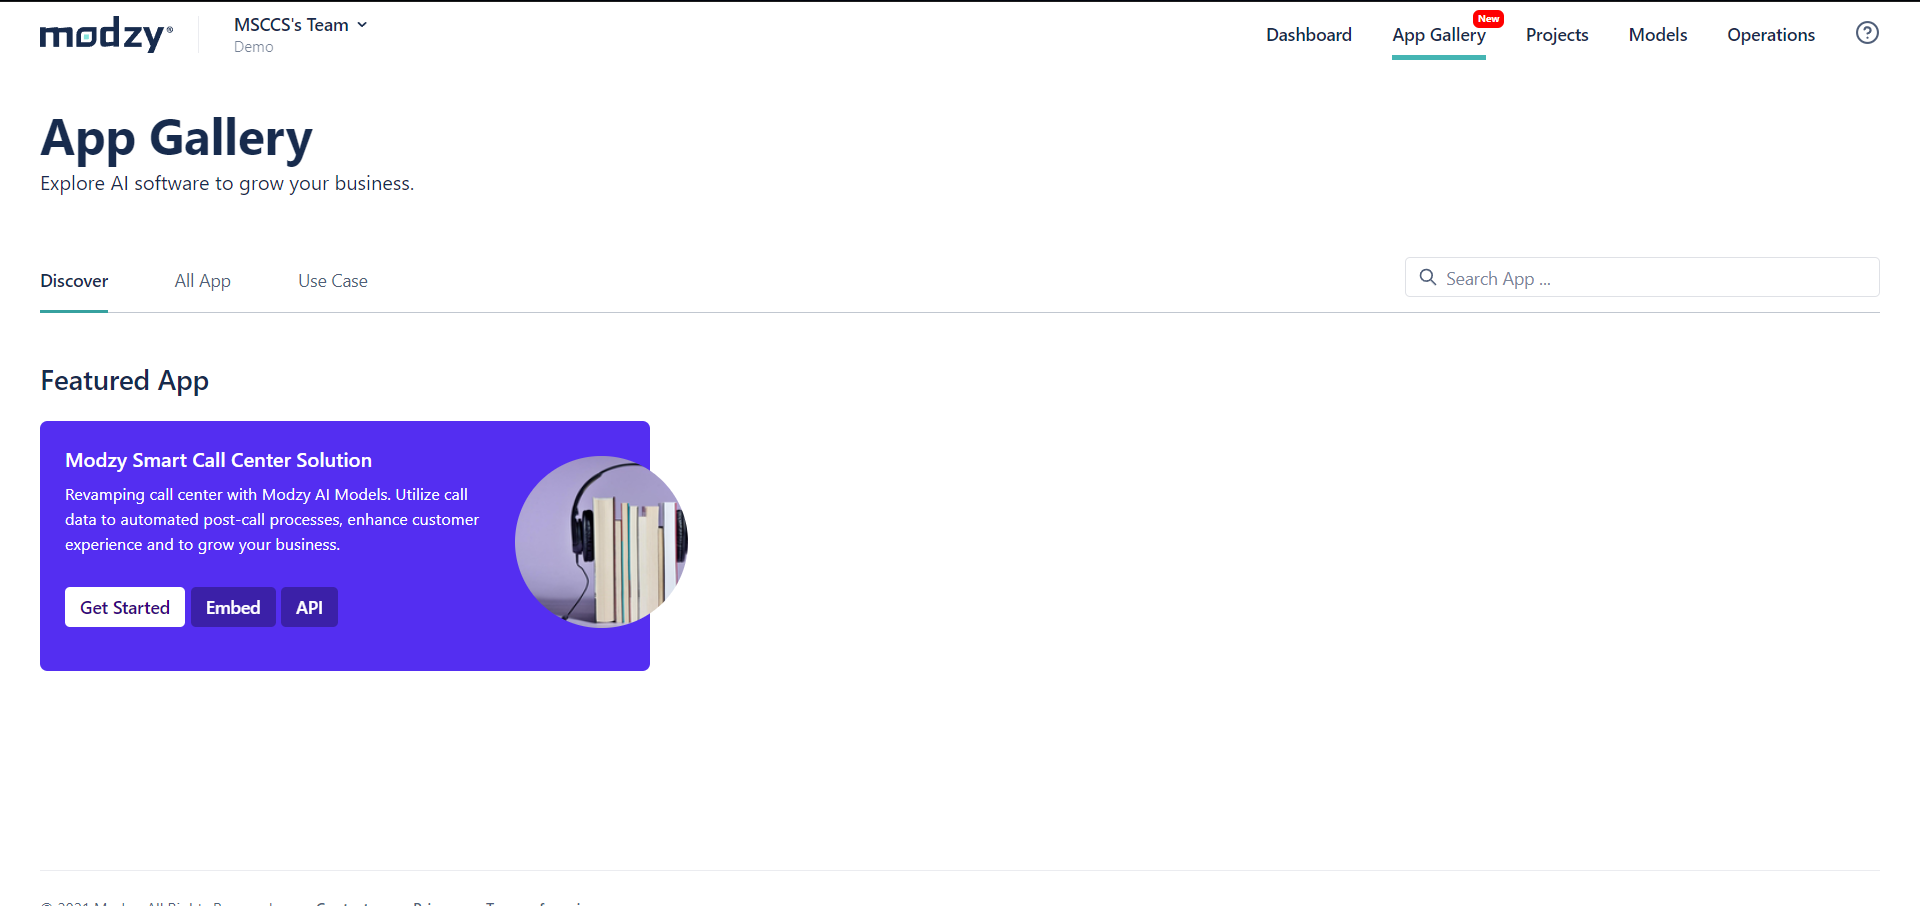 modzy®
MSCCS's Team
Demo
Dashboard
App Gallery
New
Projects
Models
Operations
?
App Gallery
Explore AI software to grow your business.
Discover
All App
Use Case
Search App ...
Featured App
Modzy Smart Call Center Solution
Revamping call center with Modzy AI Models. Utilize call
data to automated post-call processes, enhance customer
experience and to grow your business.
Get Started
Embed
API